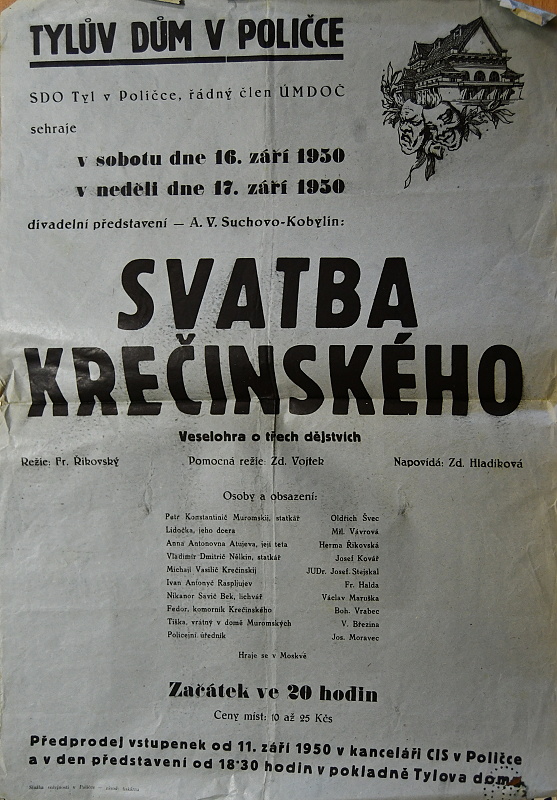 TYLŮV DŮM V POLIČCE
SDO Tyl v Poličce, řádný člen ÚMDOČ
sehraje
v sobotu dne 16. září 1950
v neděli dne 17. září 1950
divadelní představení — A. V. Suchovo-Kobylin:
SVATBA
KREČINSKÉHO
Veselohra o třech dějstvích
Režie: Fr. Řikovský Pomocná režie: Zd. Vojtek Napovídá: Zd. Hladíková
Osoby a obsazení:
Petr Konstantinič Muromskij, statkář Oldřich Švec
Lidočka, jeho dcera Mil. Vávrová
Anna Antonovna Atujeva, její teta Herma Řikovská
Vladimír Dmitrič Nělkin, statkář Josef Kovář
Michajl Vasilič Krečinskij JUDr. Josef Stejskal
Ivan Antonyč Raspljujev Fr. Halda
Nikanor Savič Bek, lichvář Václav Maruška
Fedor, komorník Krečinského Boh. Vrabec
Tiška, vrátný v domě Muromských V. Březina
Policejní úředník Jos. Moravec
Hraje se v Moskvě
Začátek ve 20 hodin
Ceny míst: 10 až 25 Kčs
Předprodej vstupenek od 11. září 1950 v kanceláři CIS v Poličce
a v den představení od 18·30 hodin v pokladně Tylova domu